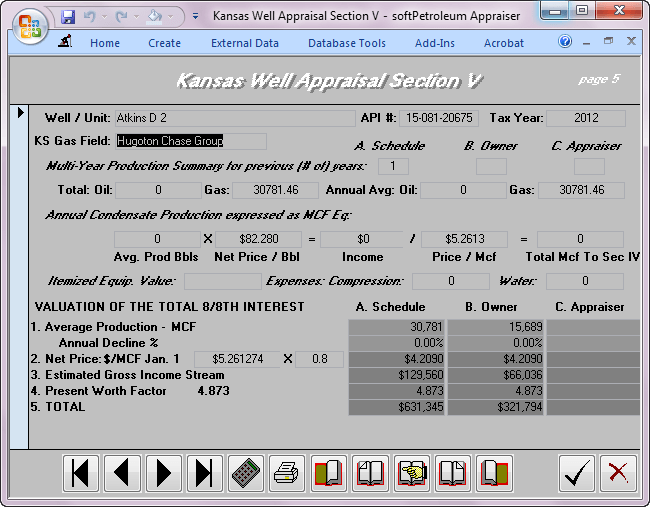 Kansas Well Appraisal Section V - softPetroleum Appraiser
Home Create External Data Database Tools Add-Ins Acrobat
Kansas Well Appraisal Section V page 5
Well / Unit: Atkins D 2 API #: 15-081-20675 Tax Year: 2012
KS Gas Field: Hugoton Chase Group A. Schedule B. Owner C. Appraiser
Multi-Year Production Summary for previous (# of) years: 1
Total: Oil: 0 Gas: 30781.46 Annual Avg: Oil: 0 Gas: 30781.46
Annual Condensate Production expressed as MCF Eq:
0 X $82.280 = $0 / $5.2613 = 0
Avg. Prod Bbls Net Price / Bbl Income Price / Mcf Total Mcf To Sec IV
Itemized Equip. Value: Expenses: Compression: 0 Water: 0
VALUATION OF THE TOTAL 8/8TH INTEREST A. Schedule B. Owner C. Appraiser
1. Average Production - MCF 30,781 15,689
Annual Decline % 0.00% 0.00%
2. Net Price: $/MCF Jan. 1 $5.261274 X 0.8 $4.2090 $4.2090
3. Estimated Gross Income Stream $129,560 $66,036
4. Present Worth Factor 4.873 4.873 4.873
5. TOTAL $631,345 $321,794